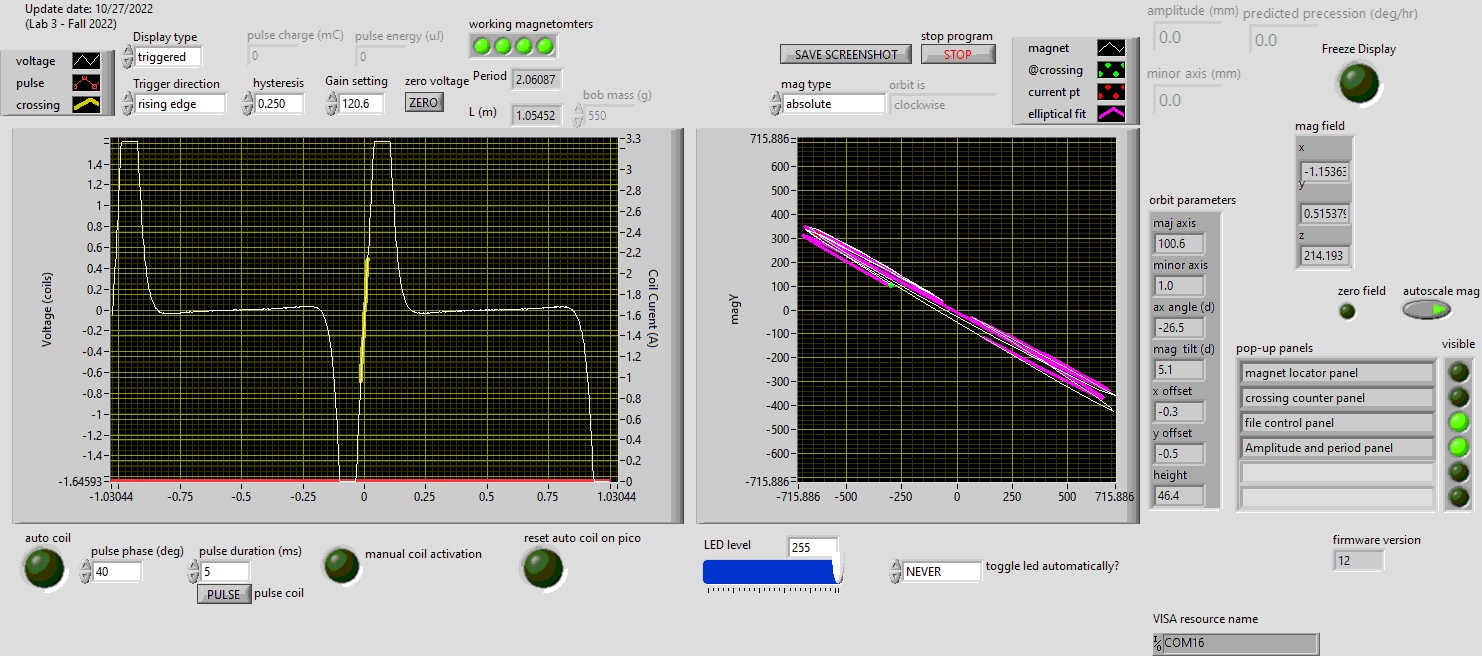 Update date: 10/27/2022
(Lab 3 - Fall 2022)
voltage
pulse
crossing
Display type
triggered
pulse charge (mC)
0
pulse energy (uJ)
0
Trigger direction
rising edge
hysteresis
0.250
Gain setting
120.6
zero voltage
ZERO
working magnetomters
Period
2.06087
L (m)
1.05452
bob mass (g)
550
SAVE SCREENSHOT
stop program
STOP
mag type
absolute
orbit is
clockwise
magnet
@crossing
current pt
elliptical fit
amplitude (mm)
0.0
predicted precession (deg/hr)
0.0
minor axis (mm)
0.0
Freeze Display
mag field
x
-1.1536
y
0.51537
z
214.193
Voltage (coils)
1.4
1.2
1
0.8
0.6
0.4
0.2
0
-0.2
-0.4
-0.6
-0.8
-1
-1.2
-1.4
-1.64593
-1.03044
-0.75
-0.5
-0.25
0
0.25
0.5
0.75
1.03044
3.3
3
2.8
2.6
2.4
2.2
2
1.8
1.6
1.4
1.2
1
0.8
0.6
0.4
0.2
0
Coil Current (A)
magy
715.886
600
500
400
300
200
100
0
-100
-200
-300
-400
-500
-600
-715.886
-715.886
-500
-250
0
250
500
715.886
orbit parameters
maj axis
100.6
minor axis
1.0
ax angle (d)
-26.5
mag tilt (d)
5.1
x offset
-0.3
y offset
-0.5
height
46.4
zero field
autoscale mag
pop-up panels
visible
magnet locator panel
crossing counter panel
file control panel
Amplitude and period panel
auto coil
pulse phase (deg)
40
pulse duration (ms)
5
PULSE
pulse coil
manual coil activation
reset auto coil on pico
LED level
255
NEVER
toggle led automatically?
firmware version
12
VISA resource name
COM16